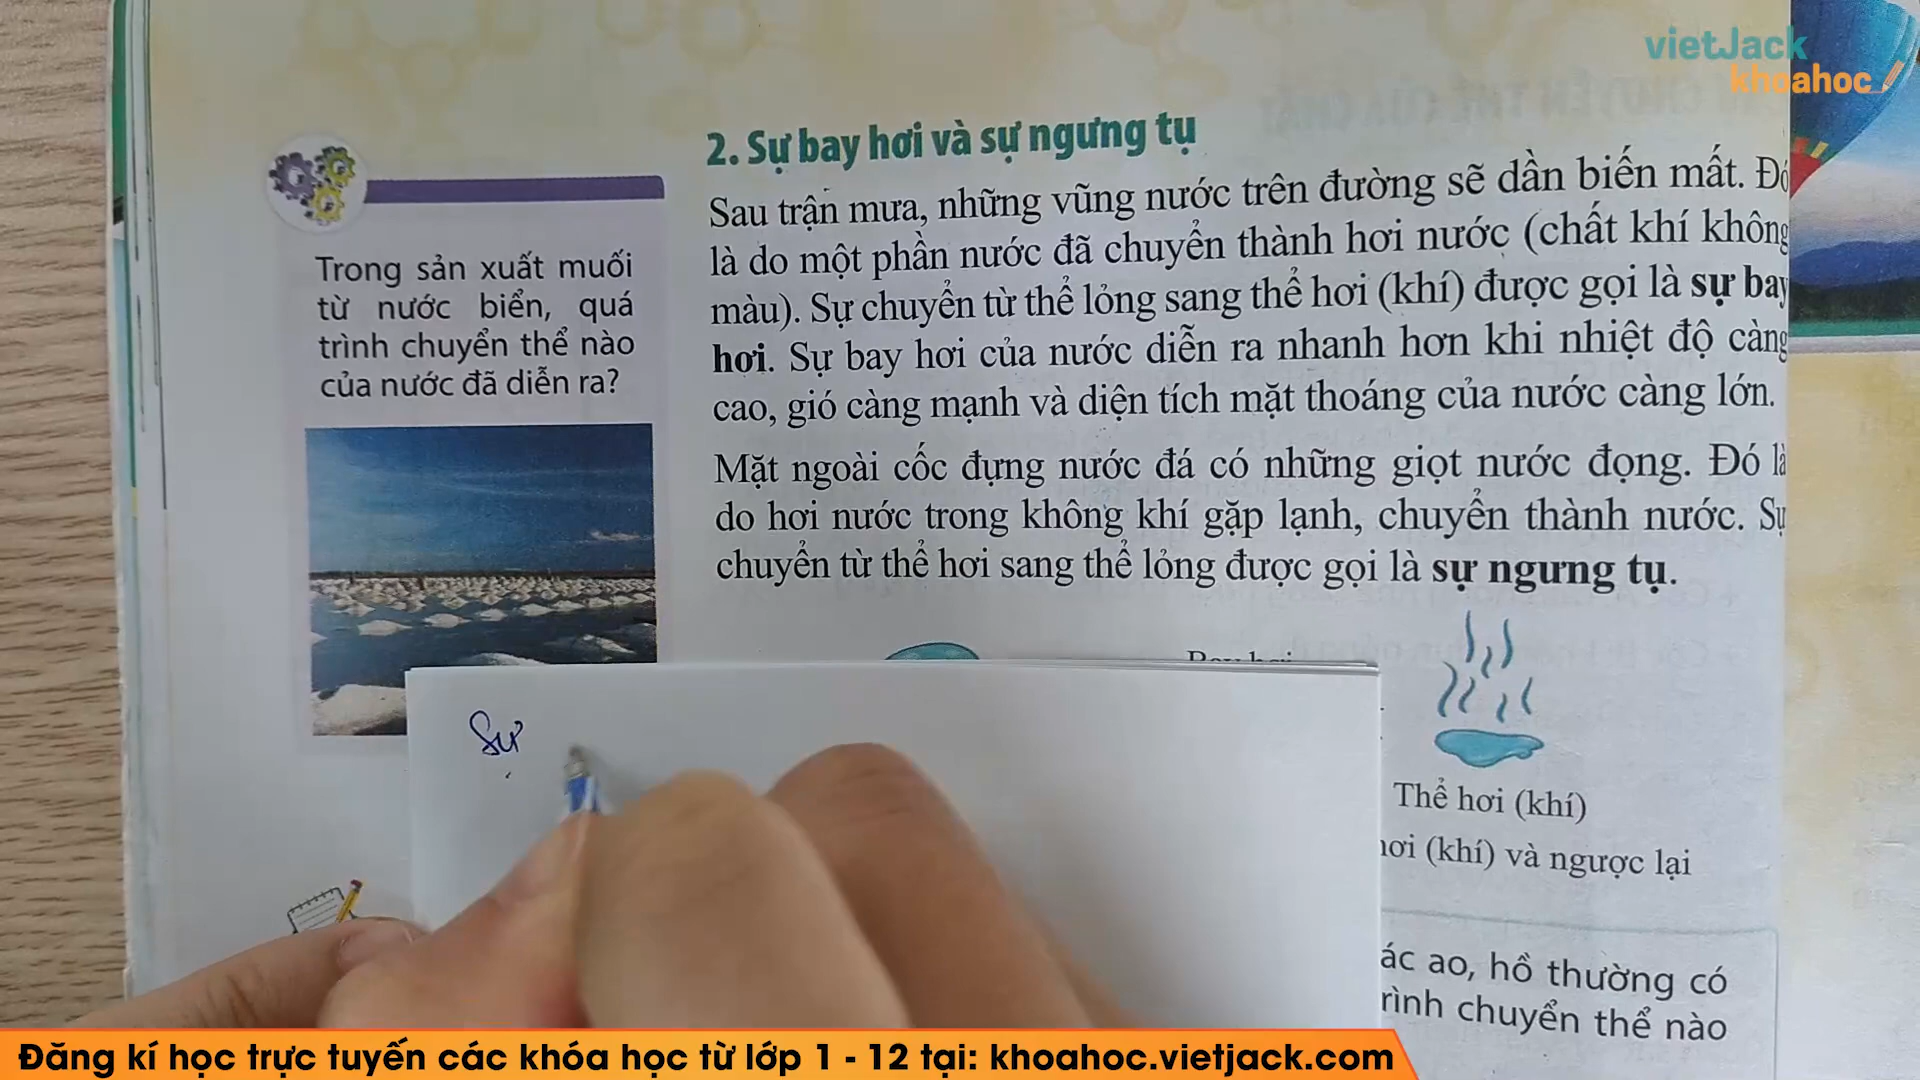 vietJack
khoahoc
2. Sự bay hơi và sự ngưng tụ
Sau trận mưa, những vũng nước trên đường sẽ dần biến mất. Đó
là do một phần nước đã chuyển thành hơi nước (chất khí không
màu). Sự chuyển từ thể lỏng sang thể hơi (khí) được gọi là sự bay
hơi. Sự bay hơi của nước diễn ra nhanh hơn khi nhiệt độ càng
cao, gió càng mạnh và diện tích mặt thoáng của nước càng lớn.
Mặt ngoài cốc đựng nước đá có những giọt nước đọng. Đó là
do hơi nước trong không khí gặp lạnh, chuyển thành nước. Sự
chuyển từ thể hơi sang thể lỏng được gọi là sự ngưng tụ.
Trong sản xuất muối
từ nước biển, quá
trình chuyển thể nào
của nước đã diễn ra?
Sự
Thể hơi (khí)
hơi (khí) và ngược lại
ác ao, hồ thường có
rình chuyển thể nào
Đăng kí học trực tuyến các khóa học từ lớp 1 - 12 tại: khoahoc.vietjack.com